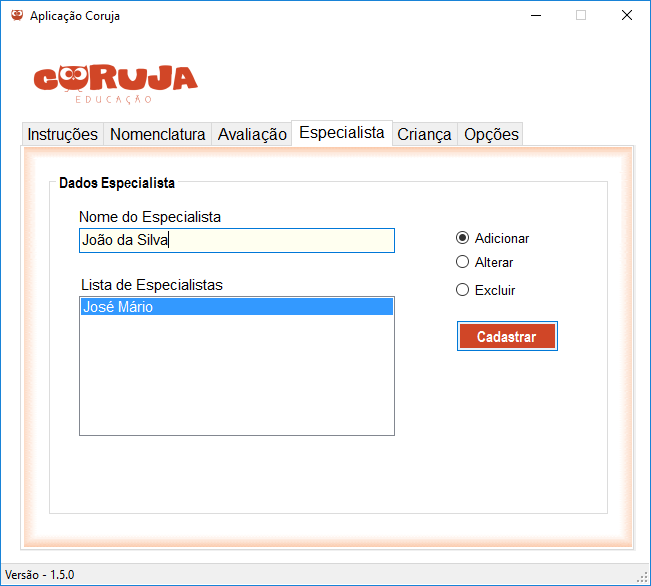 Aplicação Coruja
CORUJA
EDUCAÇÃO
Instruções Nomenclatura Avaliação Especialista Criança Opções
Dados Especialista
Nome do Especialista
João da Silva
Adicionar
Alterar
Lista de Especialistas
Excluir
José Mário
Cadastrar
Versão - 1.5.0